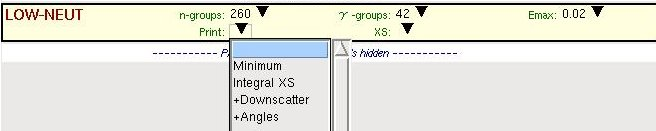 LOW-NEUT n-groups: 260 γ -groups: 42 Emax: 0.02
Print: XS:
hidden
Minimum
Integral XS
+Downscatter
+Angles